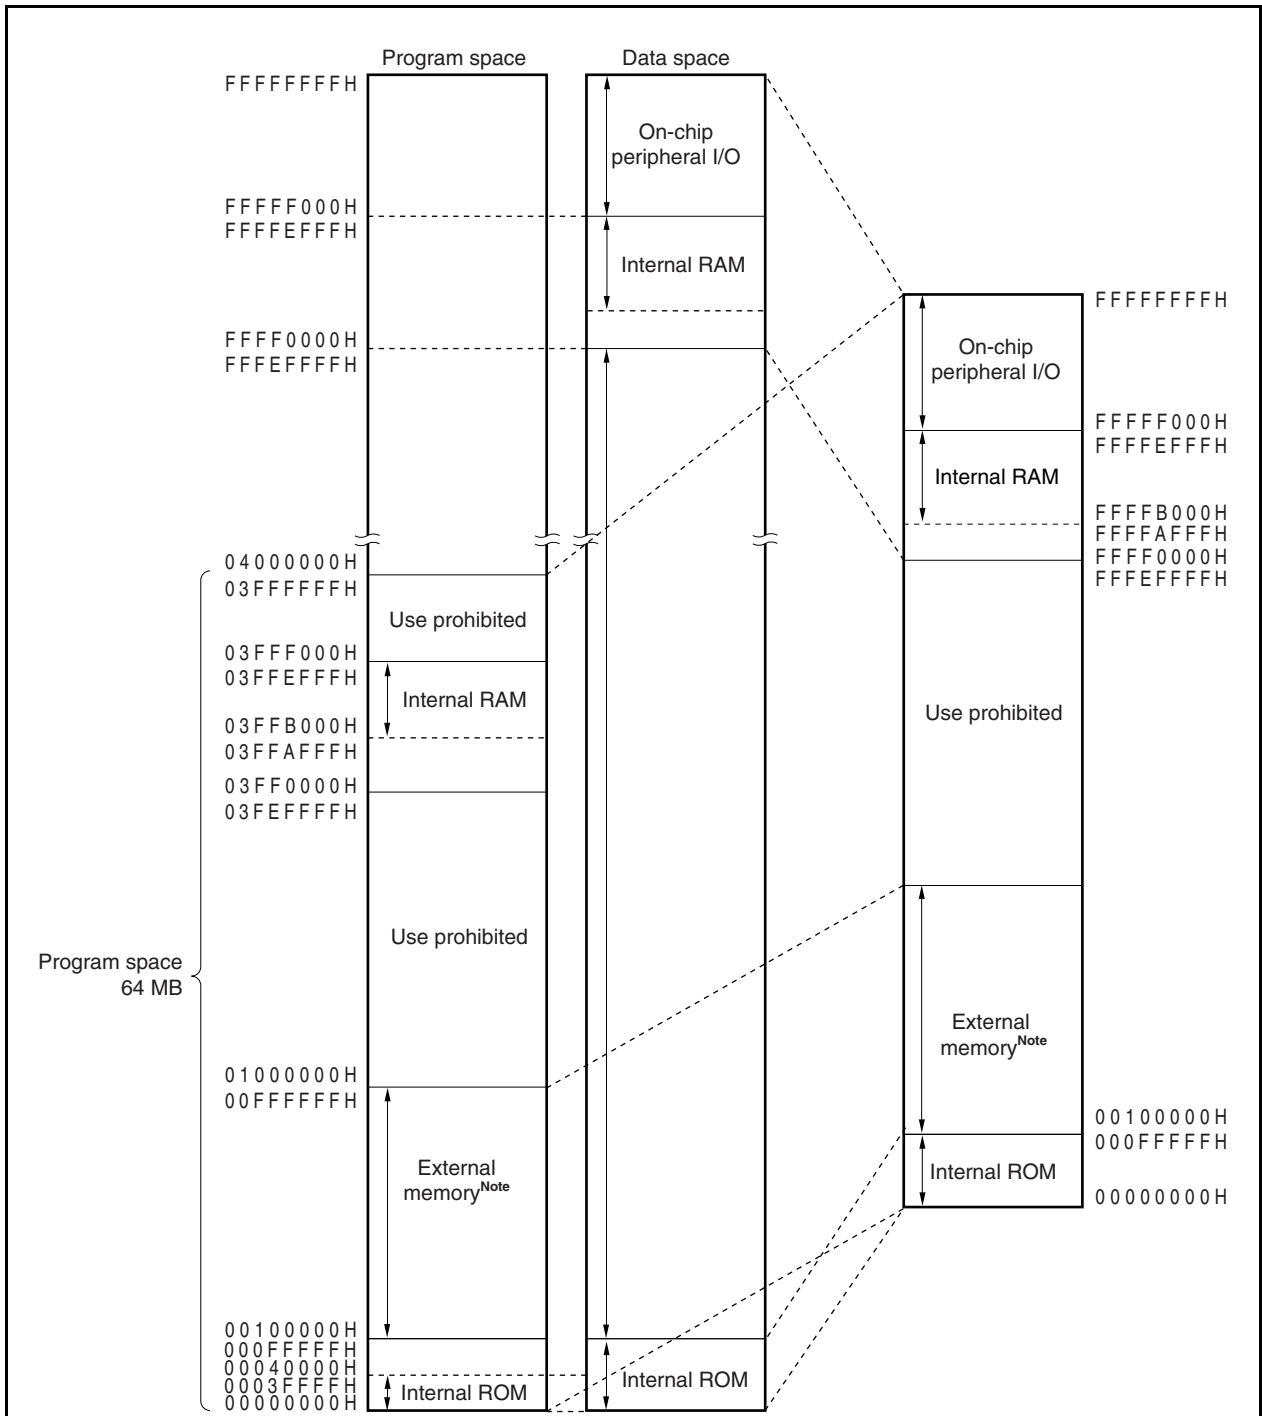 Program space
Data space
FFFFFFFFH
On-chip
peripheral I/O
FFFFF000H
FFFFEFFFH
Internal RAM
FFFF0000H
FFFEFFFFH
04000000H
03FFFFFFH
Use prohibited
03FFF000H
03FFEFFFH
Internal RAM
03FFB000H
03FFAFFFH
03FF0000H
03FEFFFFH
Use prohibited
Program space
64 MB
01000000H
00FFFFFFH
External
memoryNote
00100000H
000FFFFFH
00040000H
0003FFFFH
00000000H
Internal ROM
Internal ROM
FFFFFFFFH
On-chip
peripheral I/O
FFFFF000H
FFFFEFFFH
Internal RAM
FFFFB000H
FFFFAFFFH
FFFF0000H
FFFEFFFFH
Use prohibited
External
memoryNote
00100000H
000FFFFFH
Internal ROM
00000000H